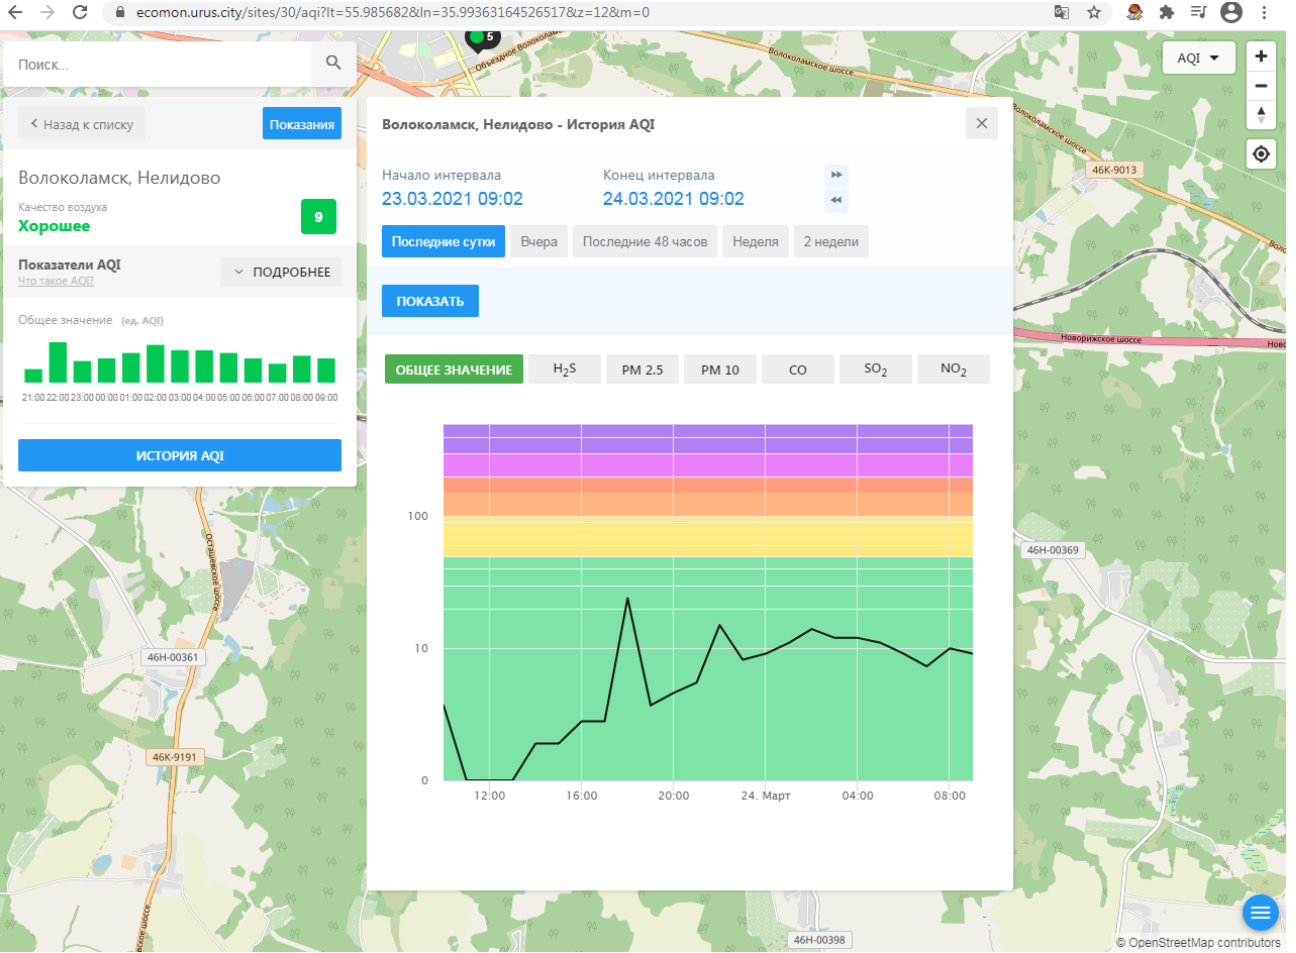 ecomon.urus.city/sites/30/aqi?lt=55.985682&ln=35.99363164526517&z=12&m=0
5
Объездное Волоколамск
Волоколамское шоссе
Поиск...
AQI
Назад к списку
Показания
Волоколамск, Нелидово
Качество воздуха
Хорошее
9
Показатели AQI
Что такое AQI?
ПОДРОБНЕЕ
Общее значение (ед. AQI)
21:00 22:00 23:00 00:00 01:00 02:00 03:00 04:00 05:00 06:00 07:00 08:00 09:00
ИСТОРИЯ AQI
Волоколамск, Нелидово - История AQI
Начало интервала
Конец интервала
23.03.2021 09:02
24.03.2021 09:02
Последние сутки
Вчера
Последние 48 часов
Неделя
2 недели
ПОКАЗАТЬ
ОБЩЕЕ ЗНАЧЕНИЕ
H2S
PM 2.5
PM 10
CO
SO2
NO2
100
10
0
12:00
16:00
20:00
24. Март
04:00
08:00
46К-9013
Новорижское шоссе
46Н-00369
Осташевское шоссе
46Н-00361
46К-9191
46Н-00398
© OpenStreetMap contributors